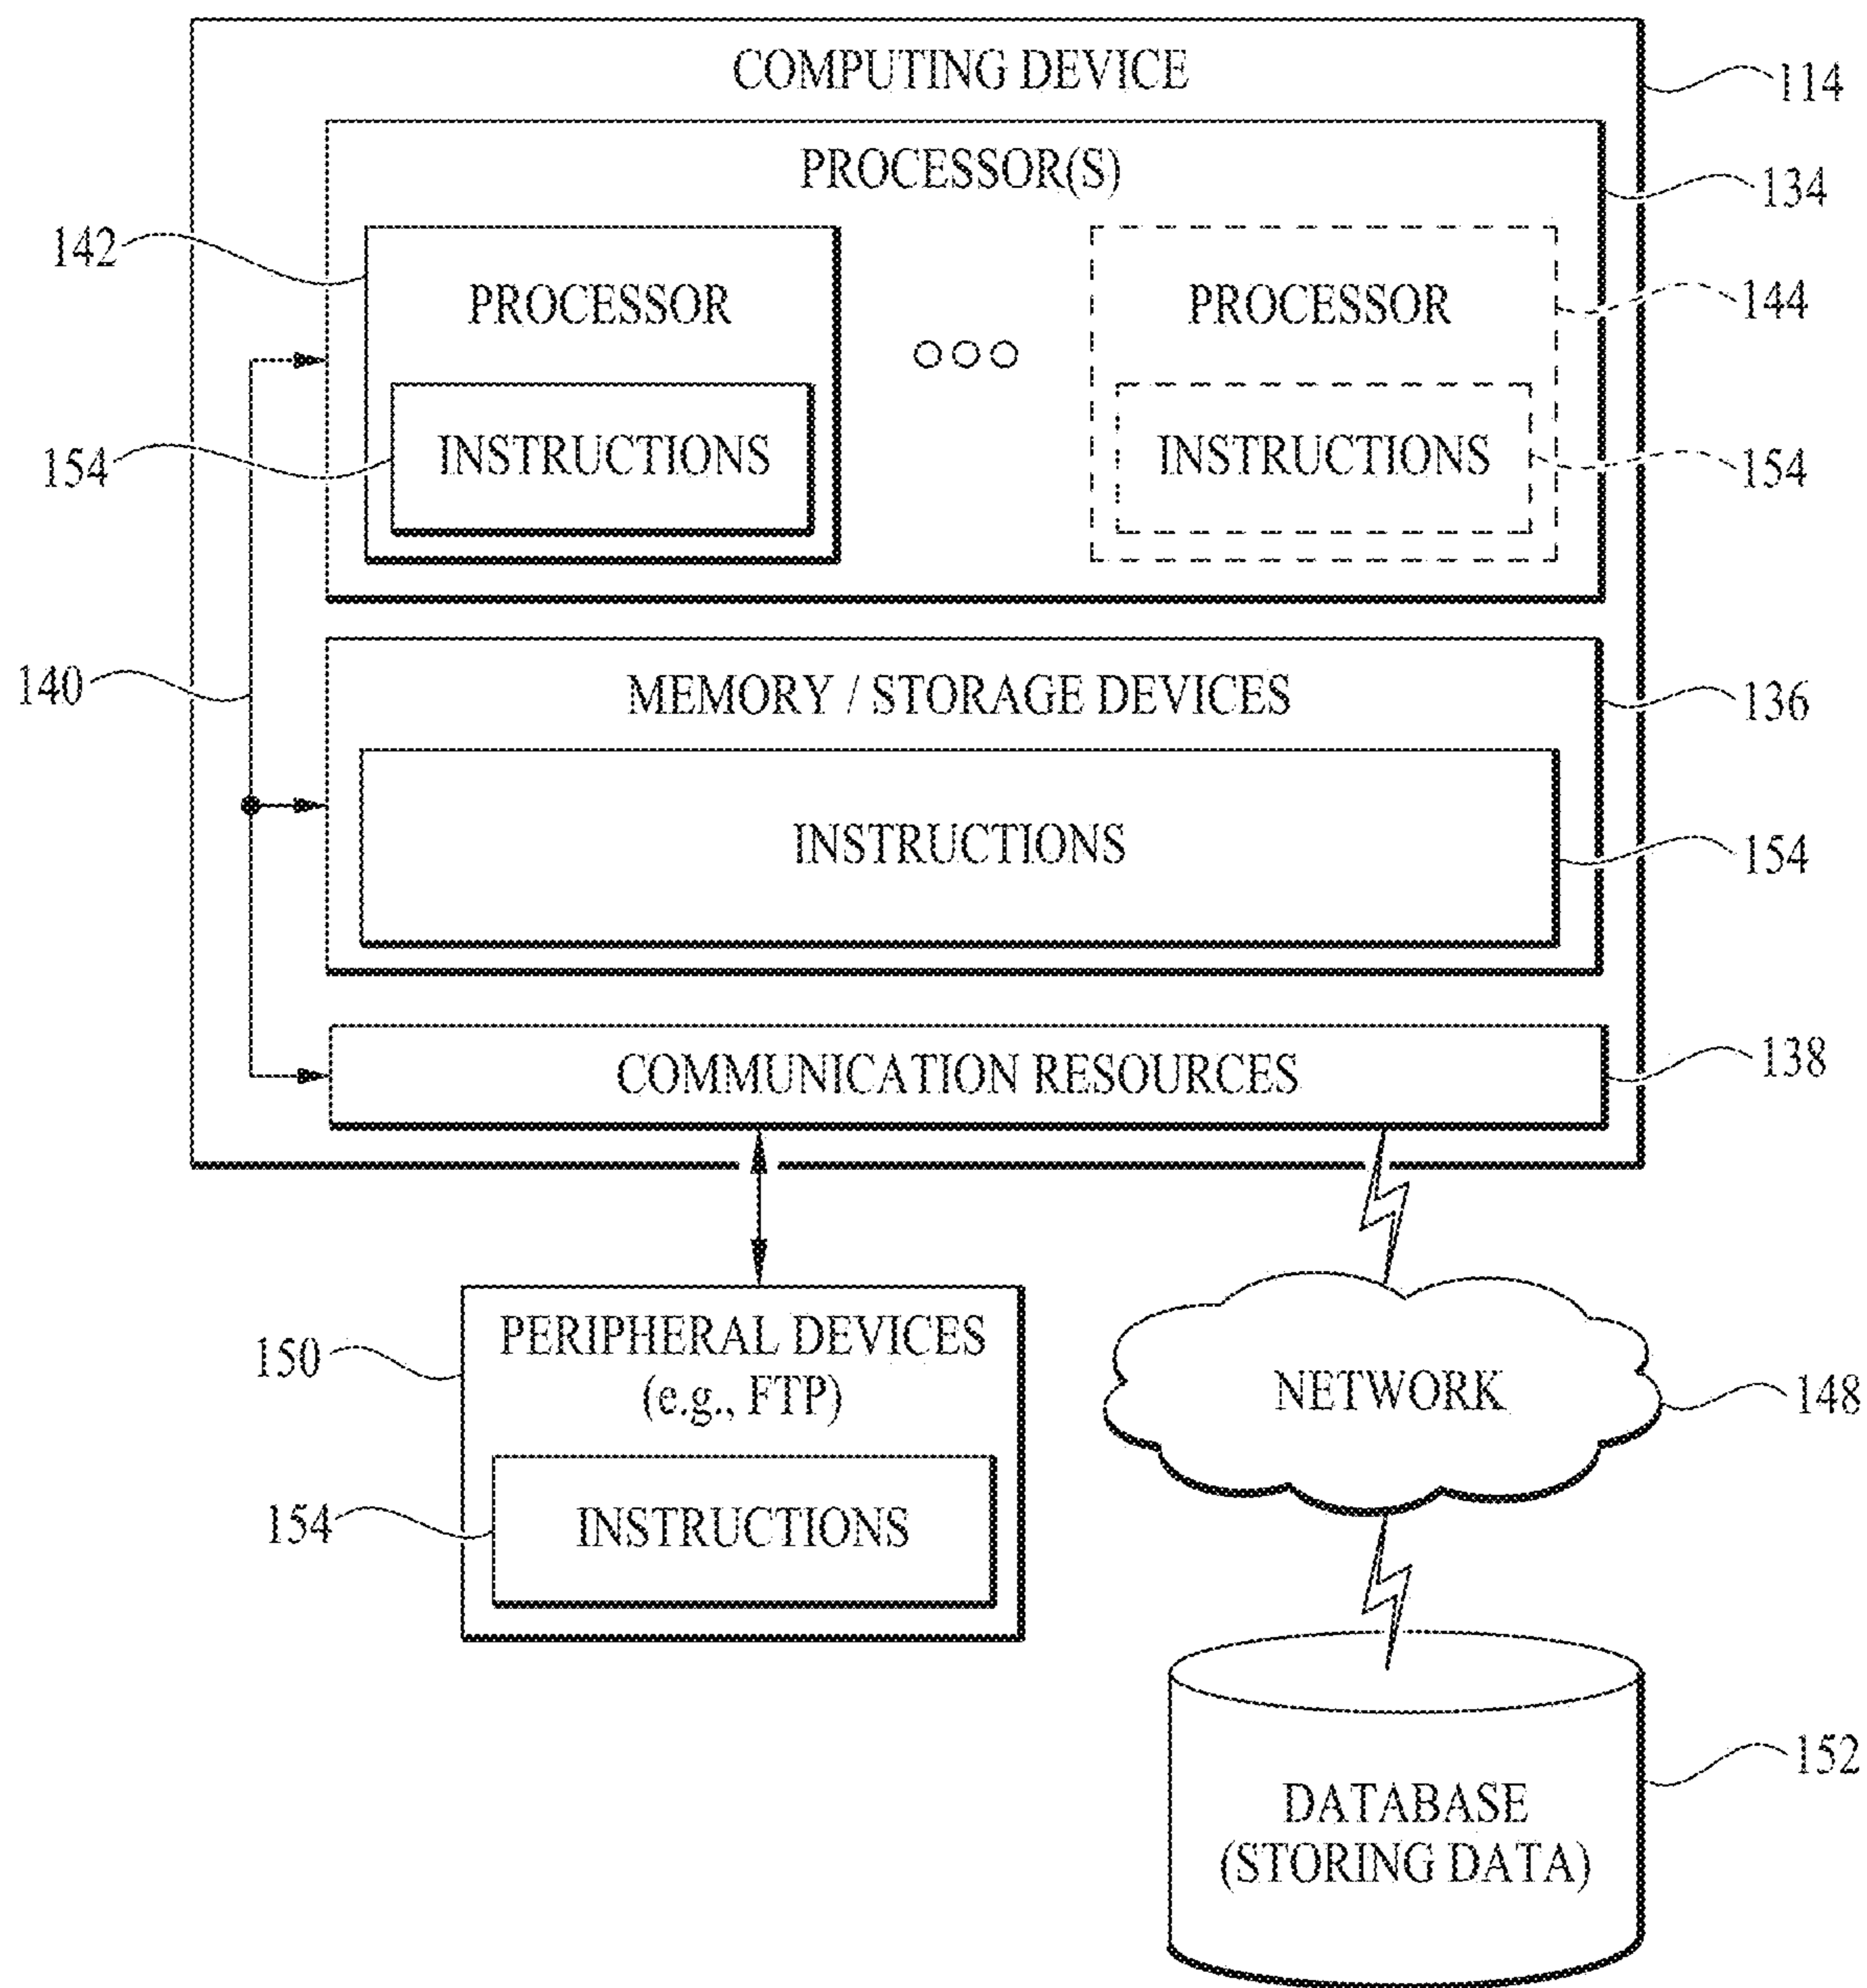 COMPUTING DEVICE
114
PROCESSOR(S)
134
142
PROCESSOR
PROCESSOR
144
154
INSTRUCTIONS
INSTRUCTIONS
154
140
MEMORY / STORAGE DEVICES
136
INSTRUCTIONS
154
COMMUNICATION RESOURCES
138
150
PERIPHERAL DEVICES
(e.g., FTP)
NETWORK
148
154
INSTRUCTIONS
152
DATABASE
(STORING DATA)